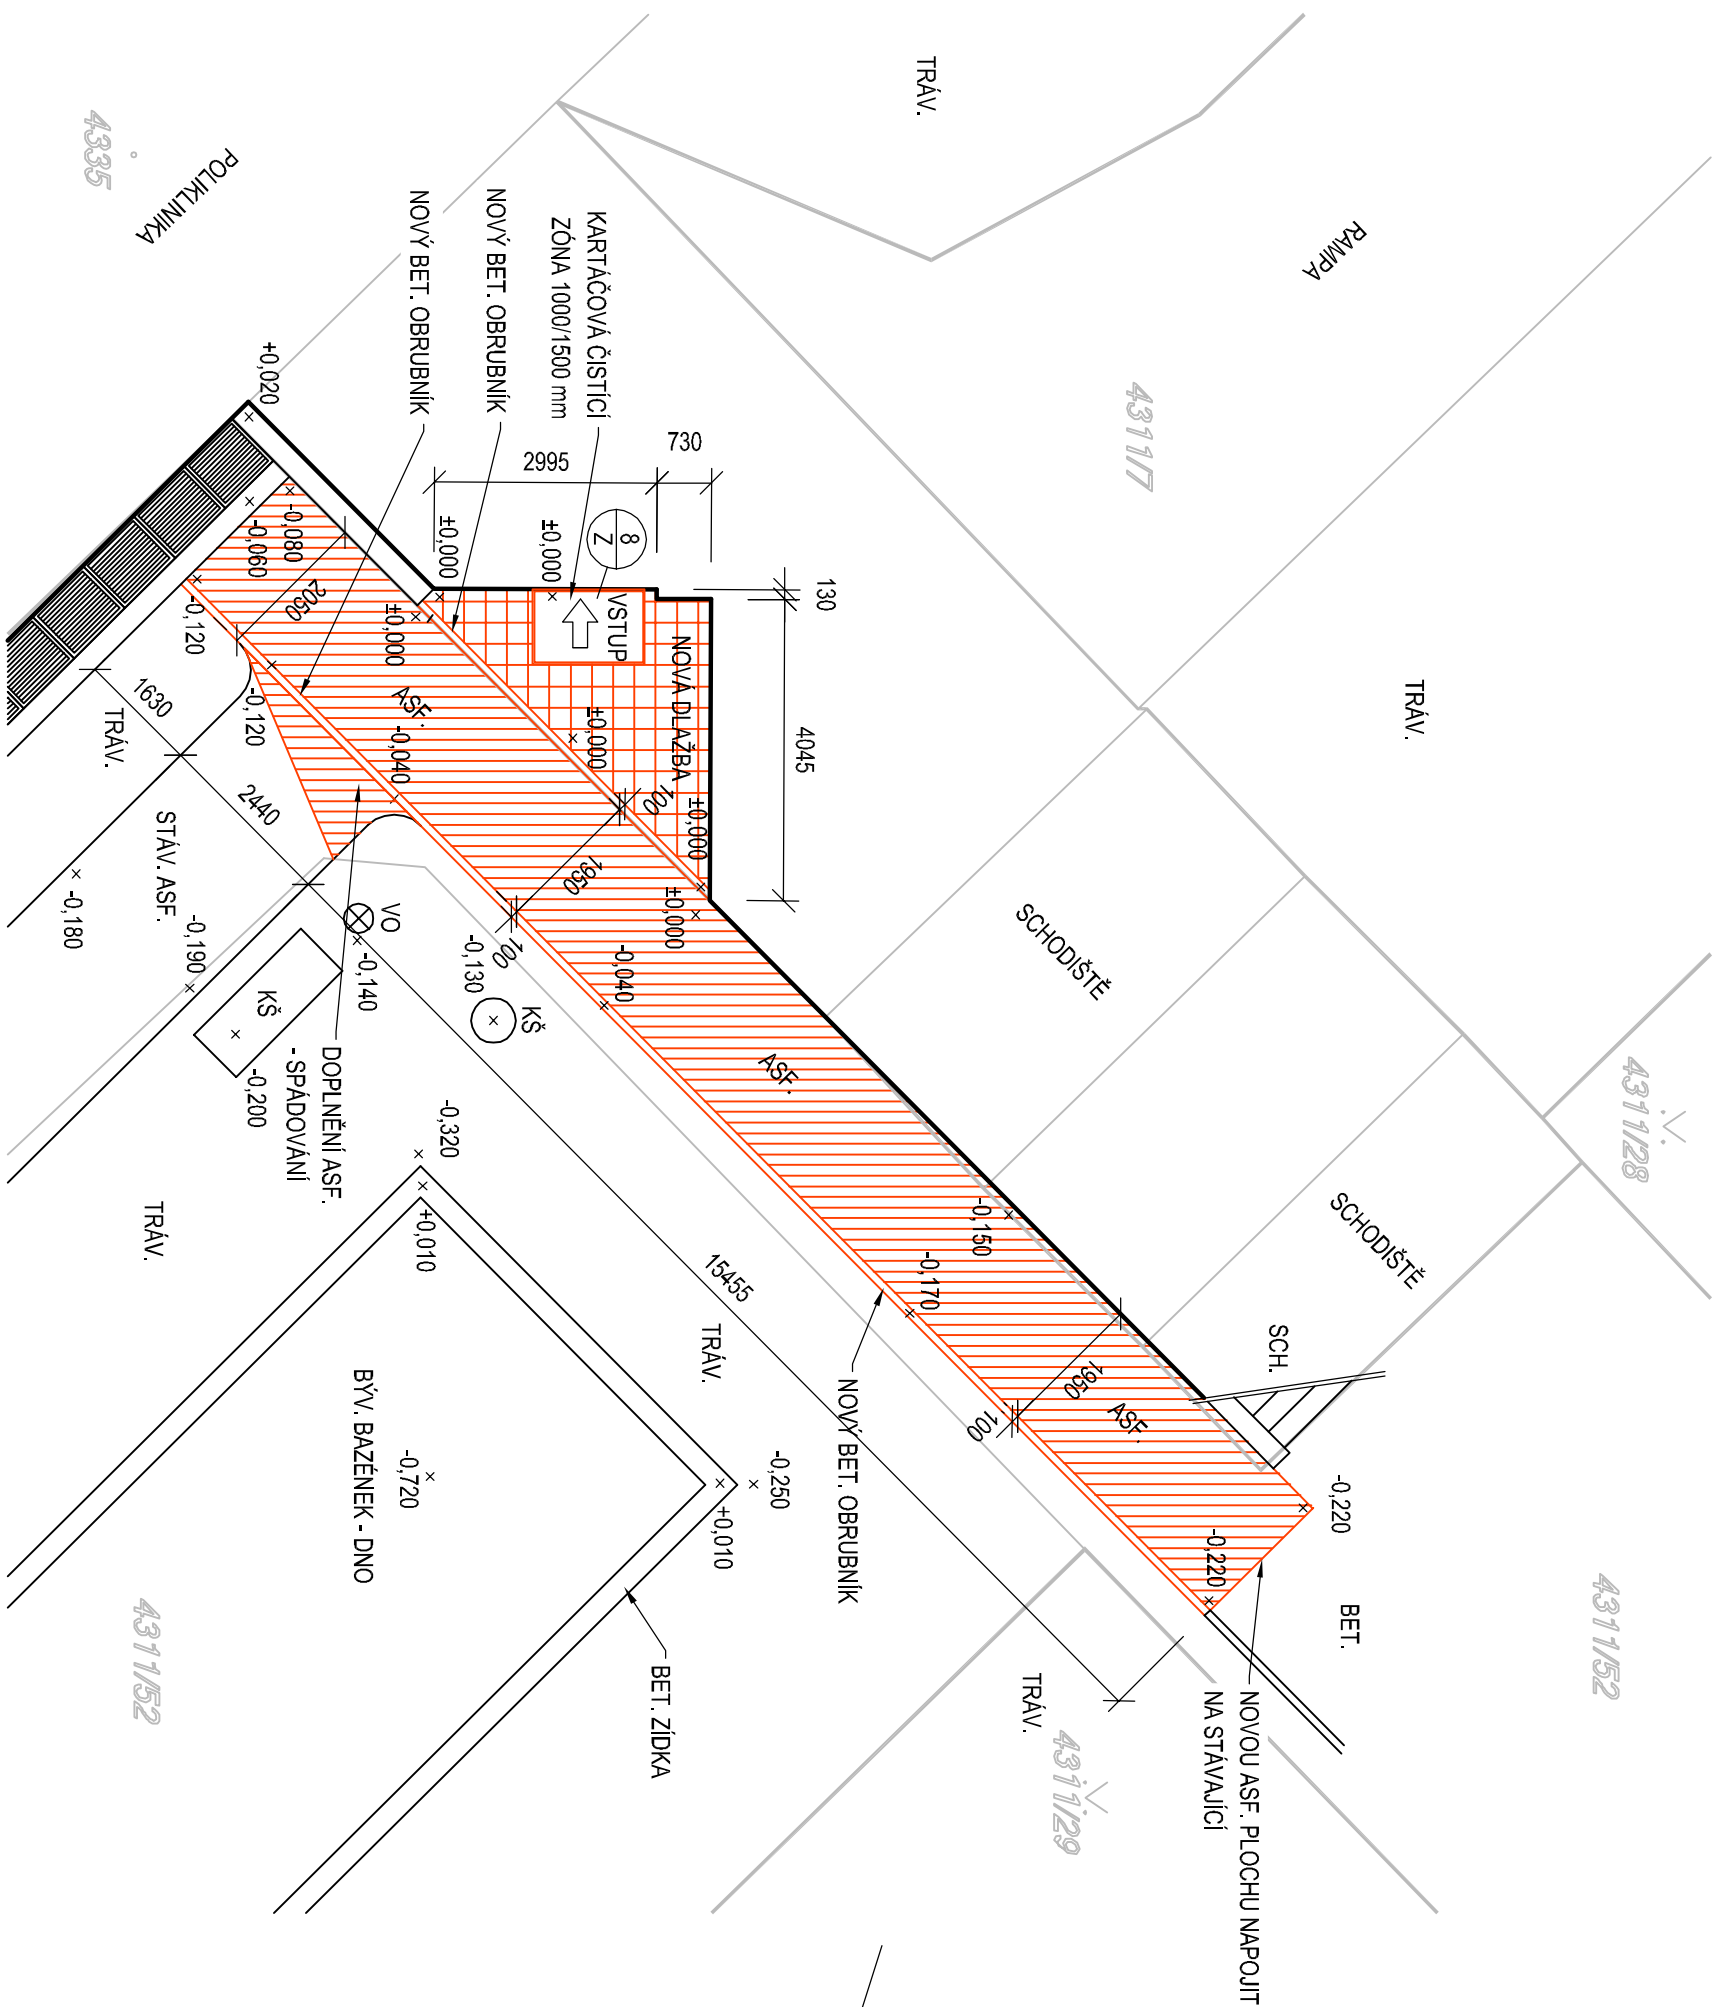 TRÁV.
4335
POLIKLINIKA
RAMPA
4311/7
TRÁV.
KARTÁČOVÁ ČISTÍCÍ
ZÓNA 1000/1500 mm
NOVÝ BET. OBRUBNÍK
NOVÝ BET. OBRUBNÍK
+0,020
730
2995
130
4045
8
Z
±0,000
±0,000
VSTUP
NOVÁ DLAŽBA
-0,080
-0,060
2050
-0,120
±0,000
±0,000
ASF.
-0,040
-0,120
100
±0,000
1950
±0,000
100
1630
2440
TRÁV.
STÁV. ASF.
-0,180
-0,190
VO
-0,140
-0,130
KŠ
KŠ
-0,200
-0,040
ASF.
SCHODIŠTĚ
SCHODIŠTĚ
4311/28
DOPLNĚNÍ ASF.
- SPÁDOVÁNÍ
-0,320
+0,010
TRÁV.
15455
TRÁV.
-0,150
-0,170
NOVÝ BET. OBRUBNÍK
1950
100
ASF.
SCH.
-0,220
-0,220
BET.
4311/52
BÝV. BAZÉNEK - DNO
-0,720
-0,250
+0,010
BET. ZÍDKA
4311/52
TRÁV.
4311/29
NOVOU ASF. PLOCHU NAPOJIT
NA STÁVAJÍCÍ